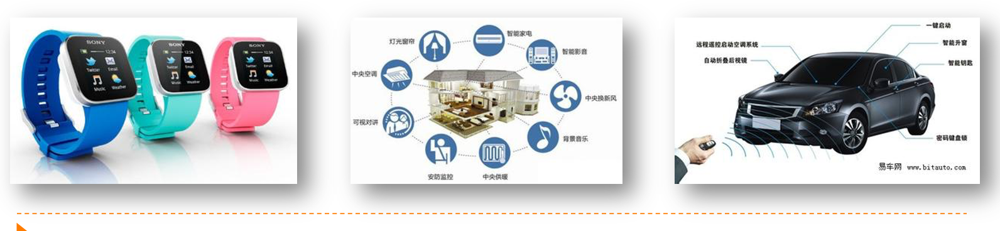 SONY
12:34
Twitter
Email
Music
Weather
SONY
12:34
Twitter
Email
Music
Weather
SONY
12:34
Twitter
Email
Music
Weather
智能家电
灯光窗帘
智能影音
中央空调
中央换新风
可视对讲
背景音乐
安防监控
中央供暖
一键启动
远程遥控启动空调系统
智能开窗
自动折叠后视镜
智能钥匙
密码键盘锁
易车网 www.bitauto.com